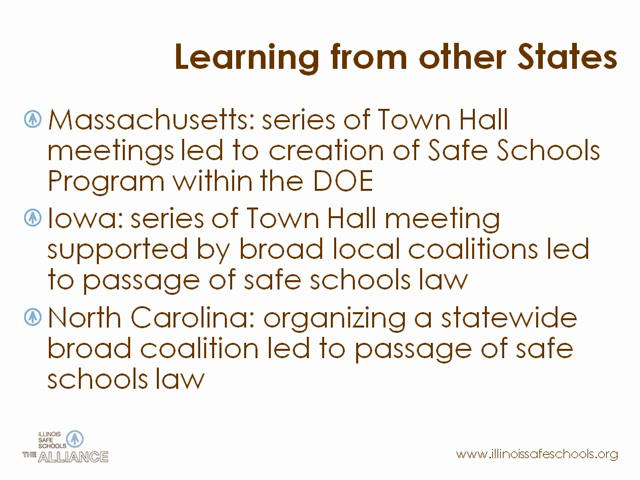 Learning from other States
Massachusetts: series of Town Hall
meetings led to creation of Safe Schools
Program within the DOE
Iowa: series of Town Hall meeting
supported by broad local coalitions led
to passage of safe schools law
North Carolina: organizing a statewide
broad coalition led to passage of safe
schools law
ILLINOIS
SAFE
SCHOOLS
THE ALLIANCE
www.illinoissafeschools.org